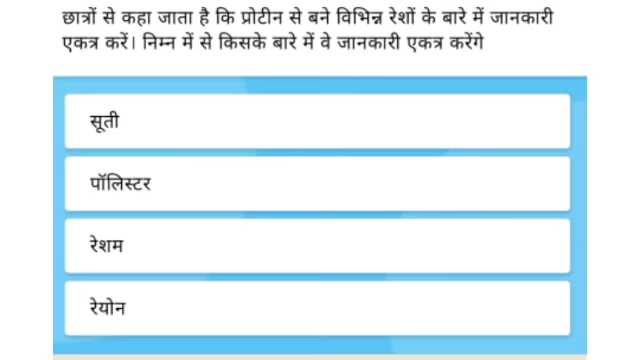 छात्रों से कहा जाता है कि प्रोटीन से बने विभिन्न रेशों के बारे में जानकारी
एकत्र करें। निम्न में से किसके बारे में वे जानकारी एकत्र करेंगे
सूती
पॉलिस्टर
रेशम
रेयोन